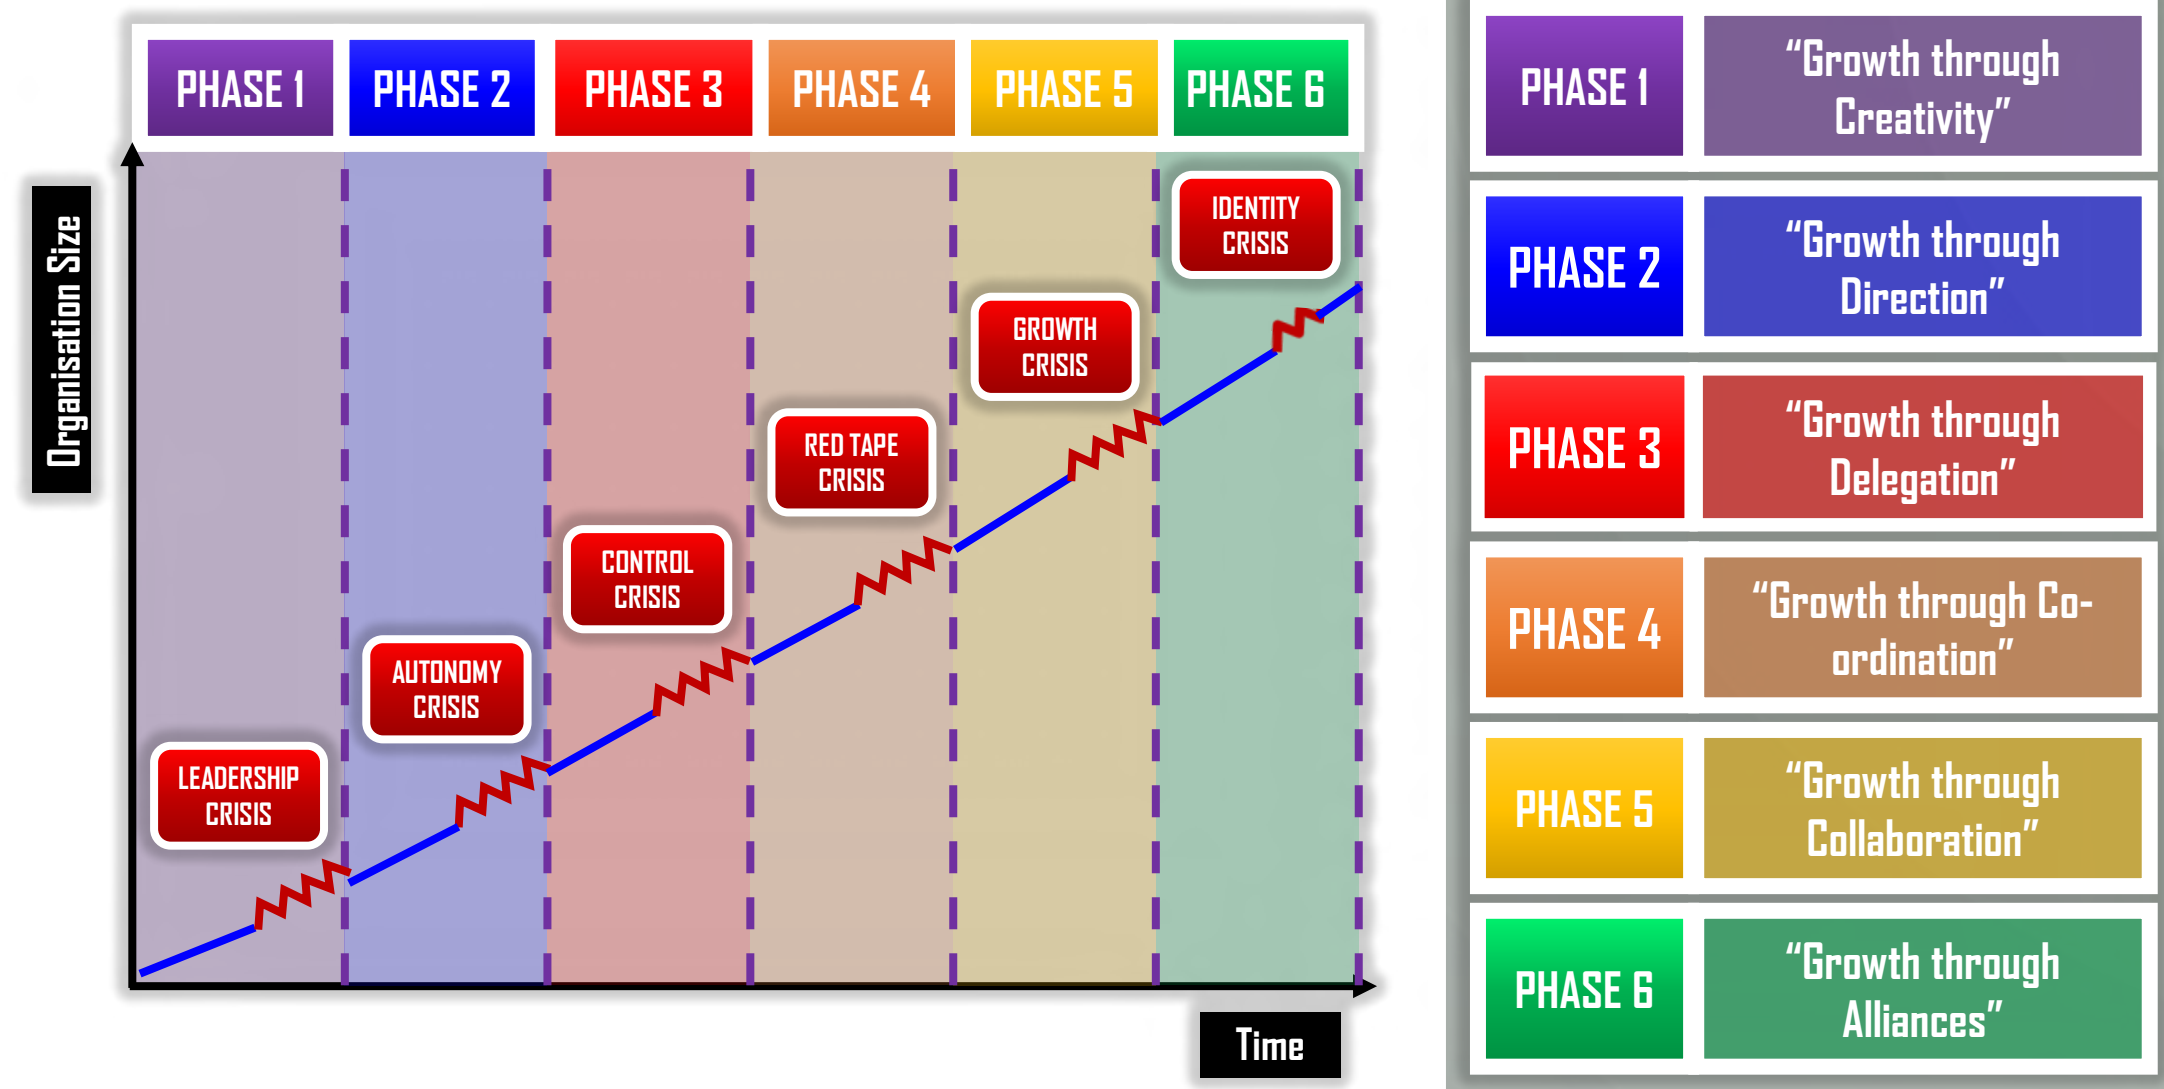 PHASE 1
PHASE 2
PHASE 3
PHASE 4
PHASE 5
PHASE 6
Organisation Size
IDENTITY
CRISIS
GROWTH
CRISIS
RED TAPE
CRISIS
CONTROL
CRISIS
AUTONOMY
CRISIS
LEADERSHIP
CRISIS
Time
PHASE 1
“Growth through
Creativity”
PHASE 2
“Growth through
Direction”
PHASE 3
“Growth through
Delegation”
PHASE 4
“Growth through Co-
ordination”
PHASE 5
“Growth through
Collaboration”
PHASE 6
“Growth through
Alliances”